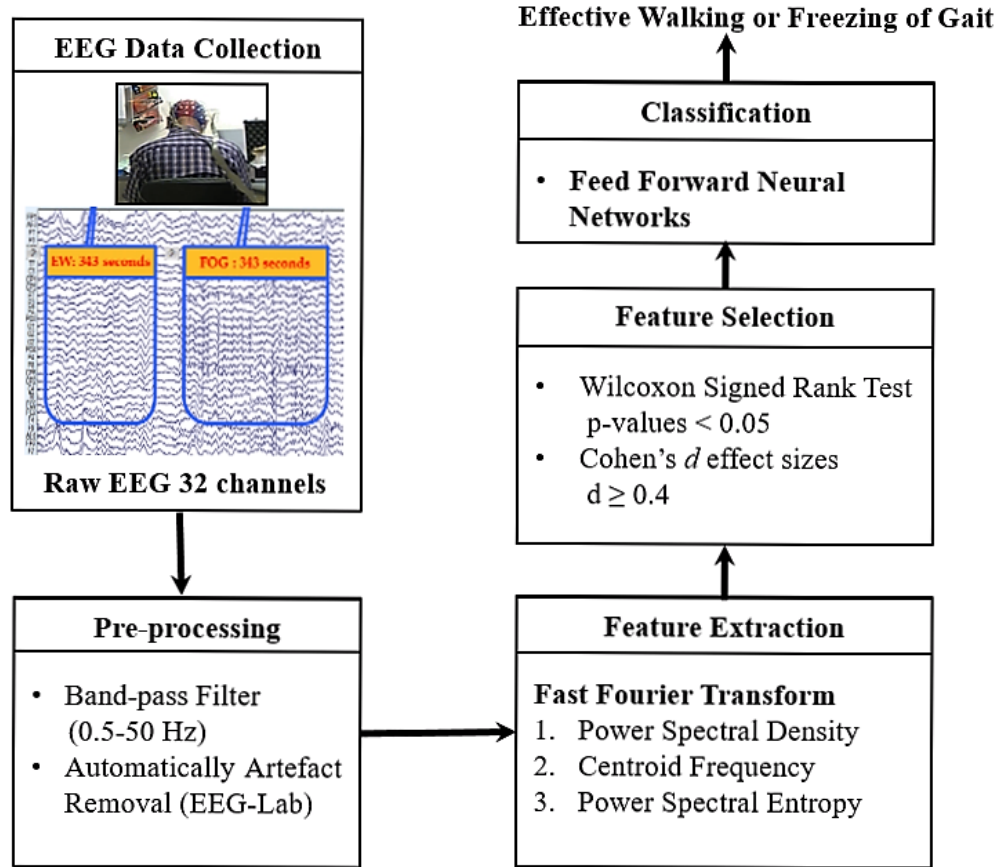 EEG Data Collection
EW: 343 seconds
FOG : 343 seconds
Raw EEG 32 channels
Pre-processing
• Band-pass Filter
(0.5-50 Hz)
• Automatically Artefact
Removal (EEG-Lab)
Feature Extraction
Fast Fourier Transform
1. Power Spectral Density
2. Centroid Frequency
3. Power Spectral Entropy
Feature Selection
• Wilcoxon Signed Rank Test
p-values < 0.05
• Cohen's d effect sizes
d ≥ 0.4
Classification
• Feed Forward Neural
Networks
Effective Walking or Freezing of Gait